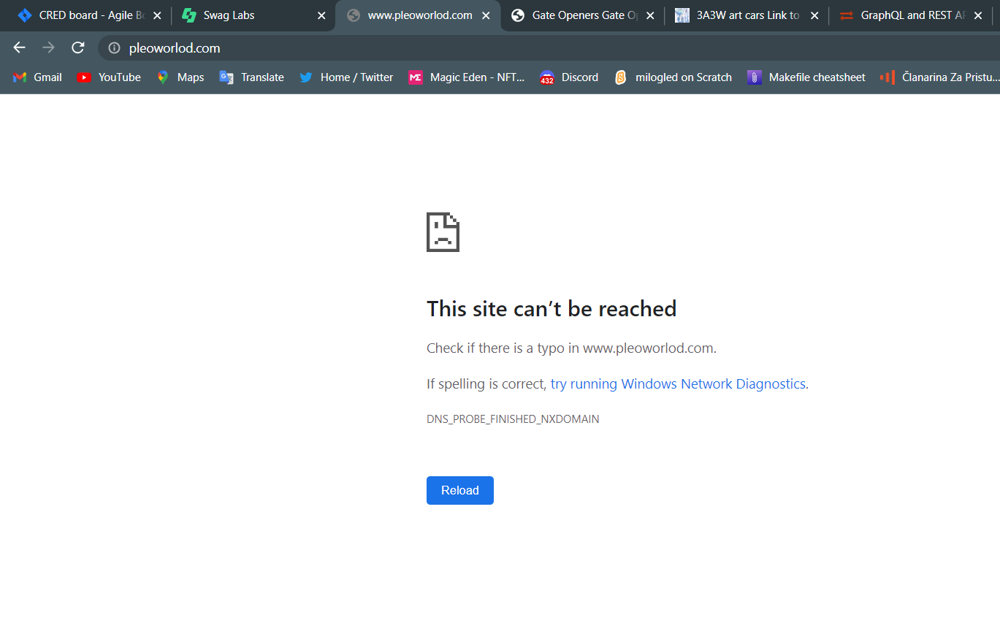 CRED board - Agile Bo
Swag Labs
www.pleoworlod.com
Gate Openers Gate Op
3A3W art cars Link to
GraphQL and REST AP
pleoworlod.com
Gmail
YouTube
Maps
Translate
Home / Twitter
Magic Eden - NFT...
432
Discord
milogled on Scratch
Makefile cheatsheet
Članarina Za Pristu...
This site can’t be reached
Check if there is a typo in www.pleoworlod.com.
If spelling is correct, try running Windows Network Diagnostics.
DNS_PROBE_FINISHED_NXDOMAIN
Reload